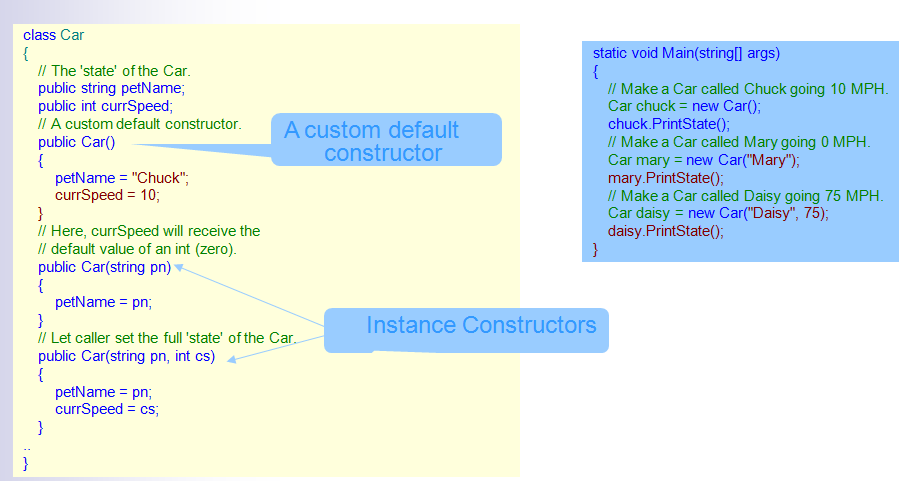 class Car
{
// The 'state' of the Car.
public string petName;
public int currSpeed;
// A custom default constructor.
public Car()
{
petName = "Chuck";
currSpeed = 10;
}
// Here, currSpeed will receive the
// default value of an int (zero).
public Car(string pn)
{
petName = pn;
}
// Let caller set the full 'state' of the Car.
public Car(string pn, int cs)
{
petName = pn;
currSpeed = cs;
}
..
}
A custom default
constructor
Instance Constructors
static void Main(string[] args)
{
// Make a Car called Chuck going 10 MPH.
Car chuck = new Car();
chuck.PrintState();
// Make a Car called Mary going 0 MPH.
Car mary = new Car("Mary");
mary.PrintState();
// Make a Car called Daisy going 75 MPH.
Car daisy = new Car("Daisy", 75);
daisy.PrintState();
}